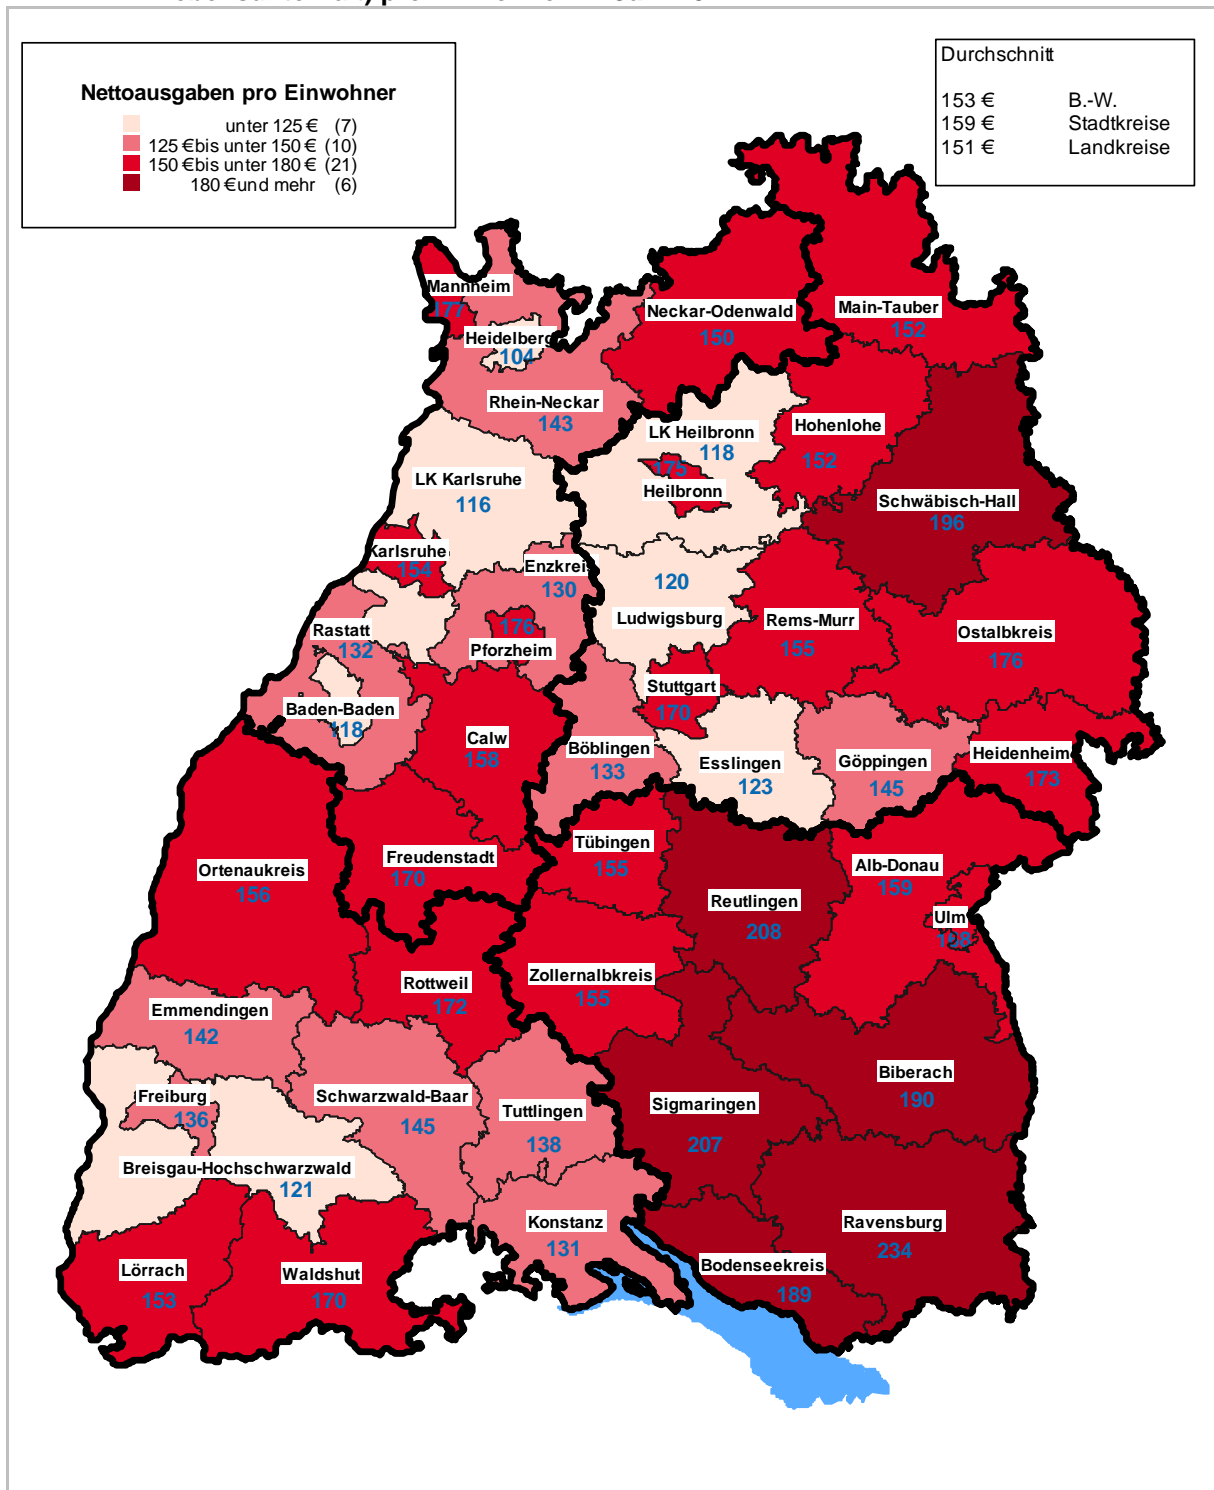 Nettoausgaben pro Einwohner
unter 125 € (7)
125 €bis unter 150 € (10)
150 €bis unter 180 € (21)
180 €und mehr (6)
Durchschnitt
153 € B.-W.
159 € Stadtkreise
151 € Landkreise
Mannheim
177
Heidelberg
104
Rhein-Neckar
143
Neckar-Odenwald
150
Main-Tauber
152
LK Heilbronn
118
175
Heilbronn
Hohenlohe
152
Schwäbisch-Hall
196
LK Karlsruhe
116
Karlsruhe
154
Enzkreis
130
176
Pforzheim
120
Ludwigsburg
Rems-Murr
155
Ostalbkreis
176
Rastatt
132
Baden-Baden
118
Calw
158
Stuttgart
170
Böblingen
133
Esslingen
123
Göppingen
145
Heidenheim
173
Ortenaukreis
156
Freudenstadt
170
Tübingen
155
Reutlingen
208
Alb-Donau
159
Ulm
Rottweil
172
Zollernalbkreis
155
Emmendingen
142
Freiburg
136
Schwarzwald-Baar
145
Tuttlingen
138
Sigmaringen
207
Biberach
190
Breisgau-Hochschwarzwald
121
Konstanz
131
Ravensburg
234
Bodenseekreis
189
Lörrach
153
Waldshut
170